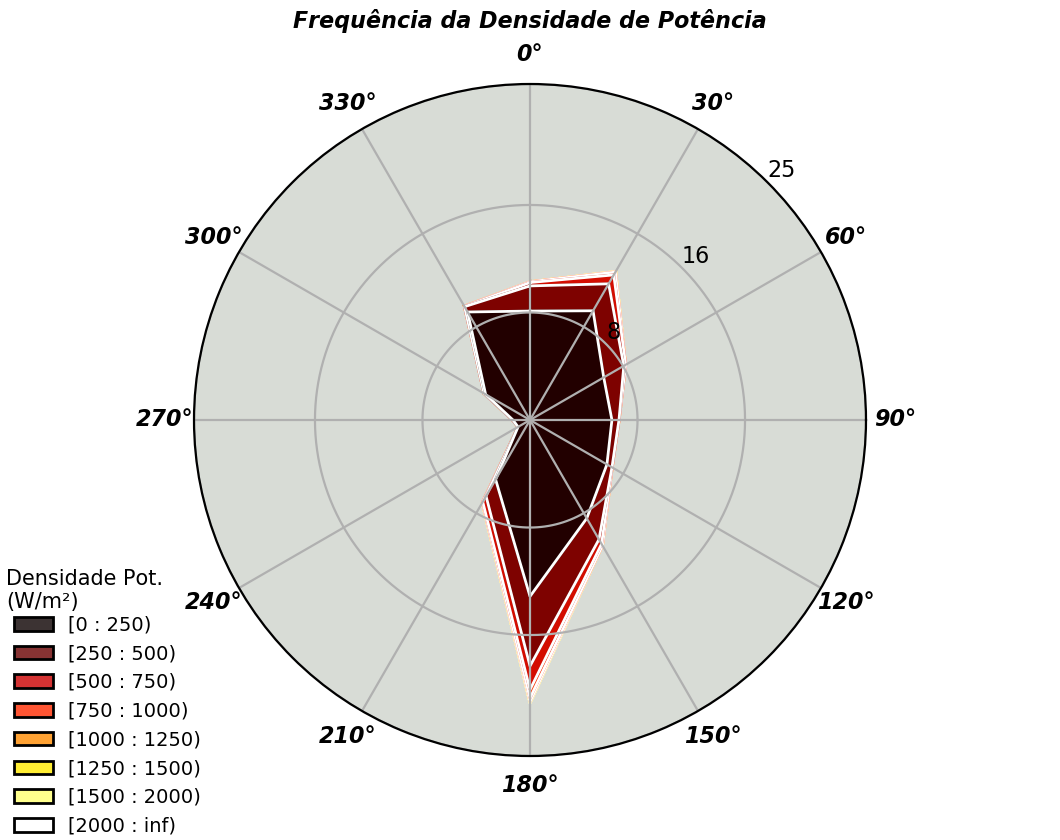 Frequência da Densidade de Potência
0°
330°
30°
25
300°
60°
16
8
270°
90°
240°
120°
210°
150°
180°
Densidade Pot.
(W/m²)
[0 : 250)
[250 : 500)
[500 : 750)
[750 : 1000)
[1000 : 1250)
[1250 : 1500)
[1500 : 2000)
[2000 : inf)